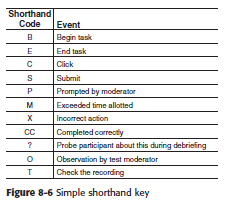 Shorthand
Code Event
B Begin task
E End task
C Click
S Submit
P Prompted by moderator
M Exceeded time allotted
X Incorrect action
CC Completed correctly
? Probe participant about this during debriefing
O Observation by test moderator
T Check the recording
Figure 8-6 Simple shorthand key